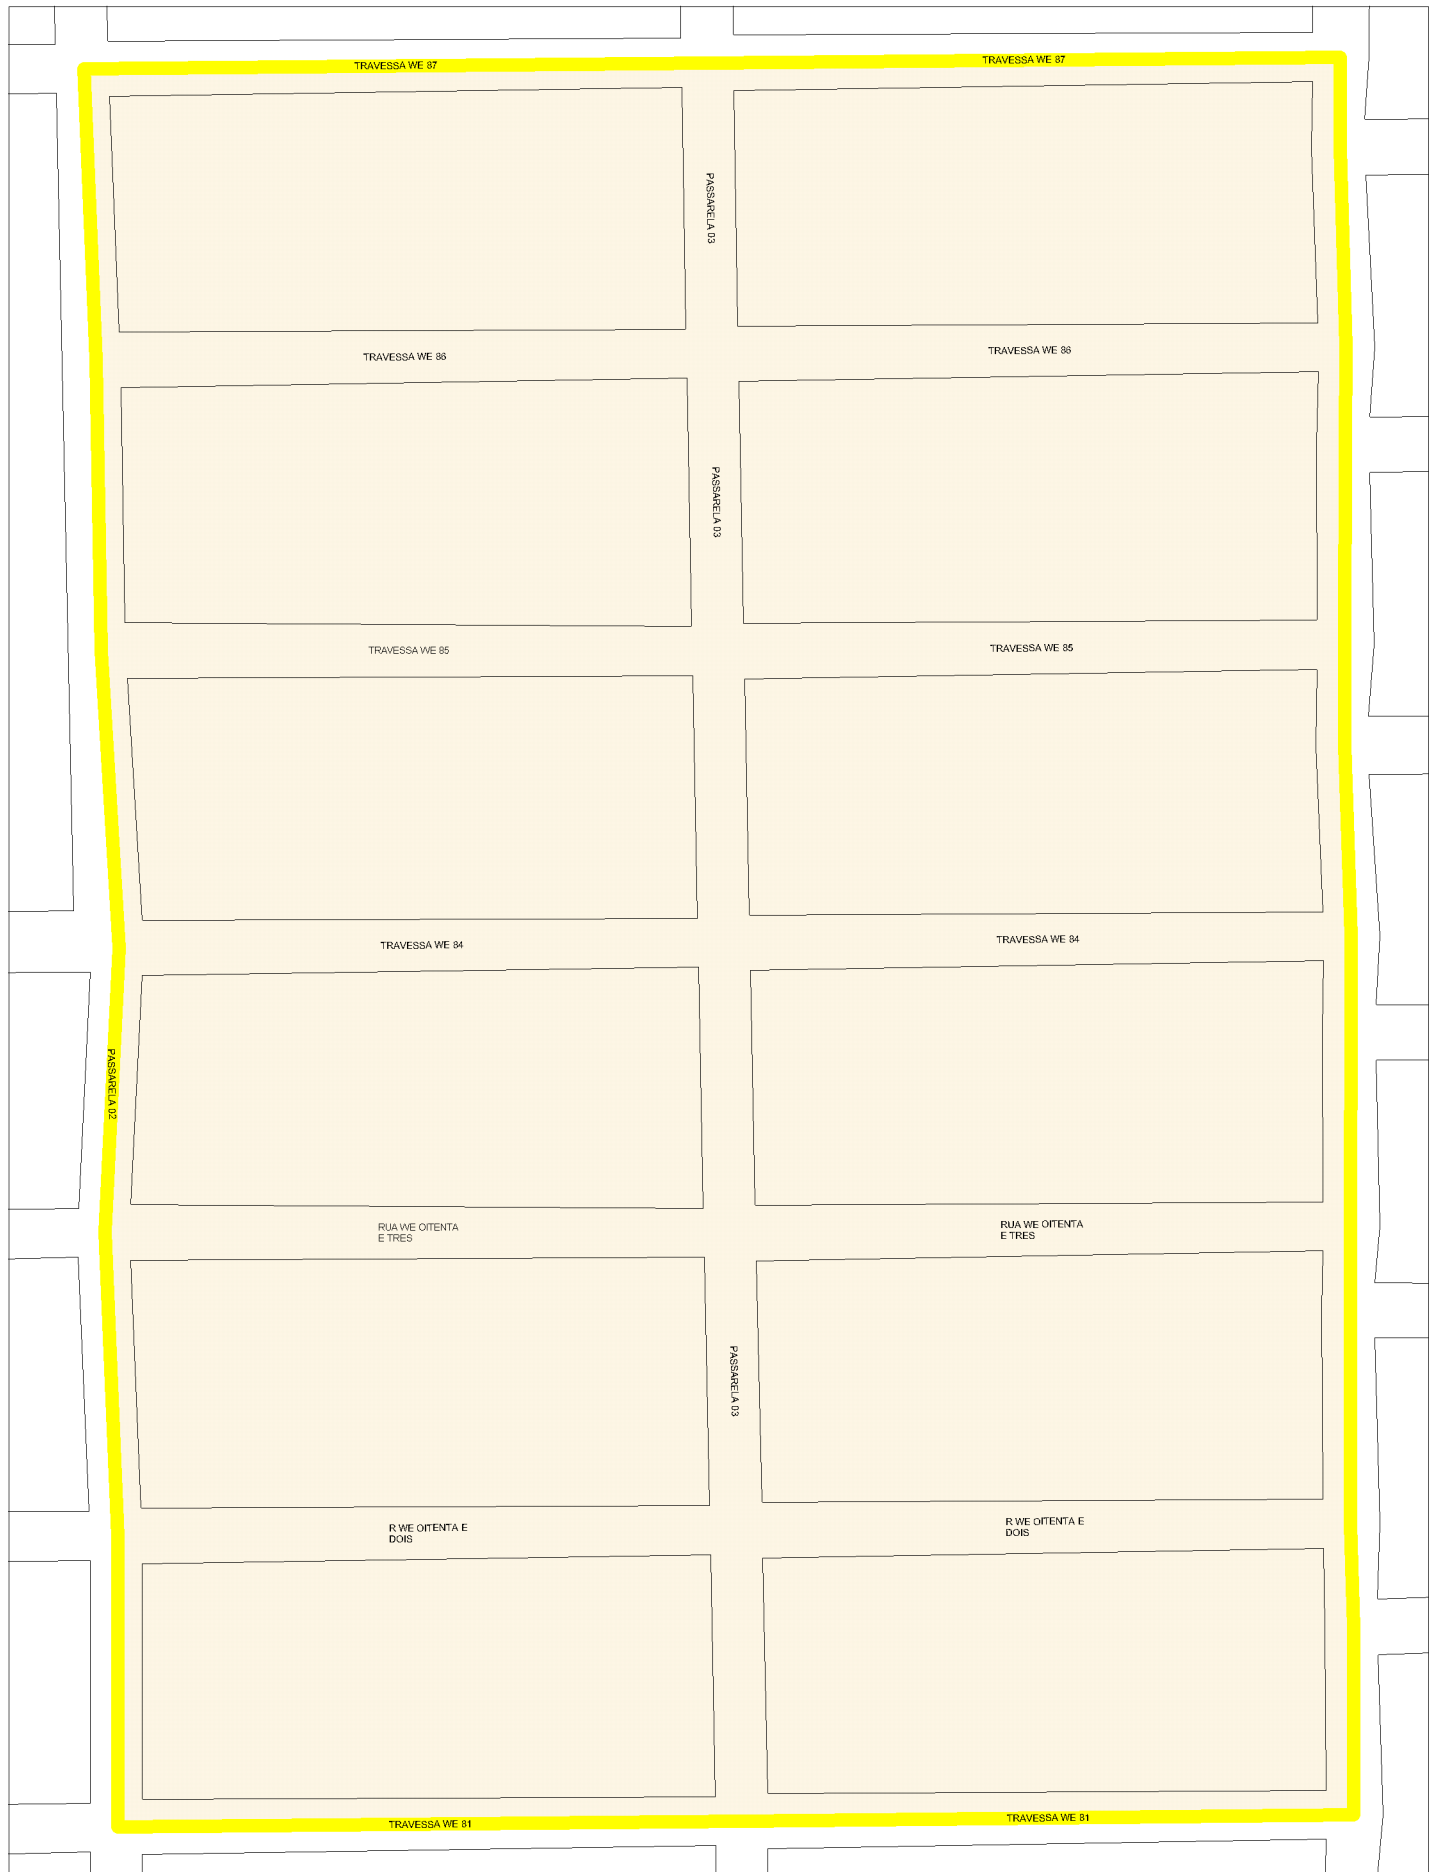 TRAVESSA WE 87
TRAVESSA WE 87
PASSARELA 03
TRAVESSA WE 86
TRAVESSA WE 86
PASSARELA 03
TRAVESSA WE 85
TRAVESSA WE 85
TRAVESSA WE 84
TRAVESSA WE 84
PASSARELA 02
RUA WE OITENTA
E TRES
RUA WE OITENTA
E TRES
PASSARELA 03
R WE OITENTA E
DOIS
R WE OITENTA E
DOIS
TRAVESSA WE 81
TRAVESSA WE 81